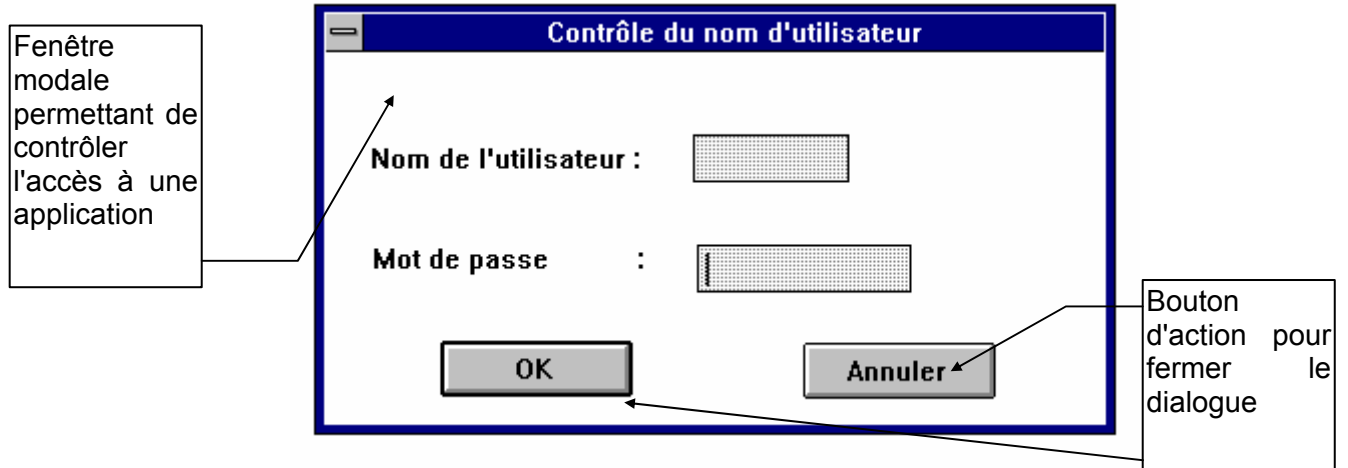 Contrôle du nom d'utilisateur
Fenêtre
modale
permettant de
contrôler
l'accès à une
application
Nom de l'utilisateur :
Mot de passe :
OK
Annuler
Bouton
d'action pour
fermer le
dialogue